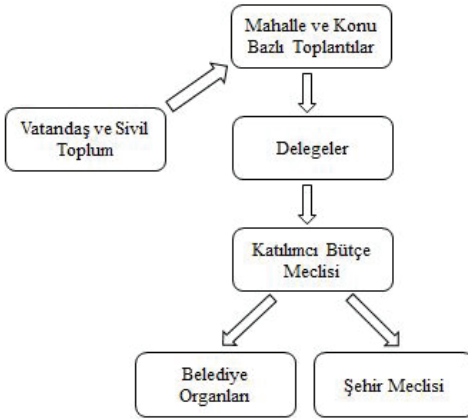 Mahalle ve Konu
Bazlı Toplantılar
Vatandaş ve Sivil
Toplum
Delegeler
Katılımcı Bütçe
Meclisi
Belediye
Organları
Şehir Meclisi